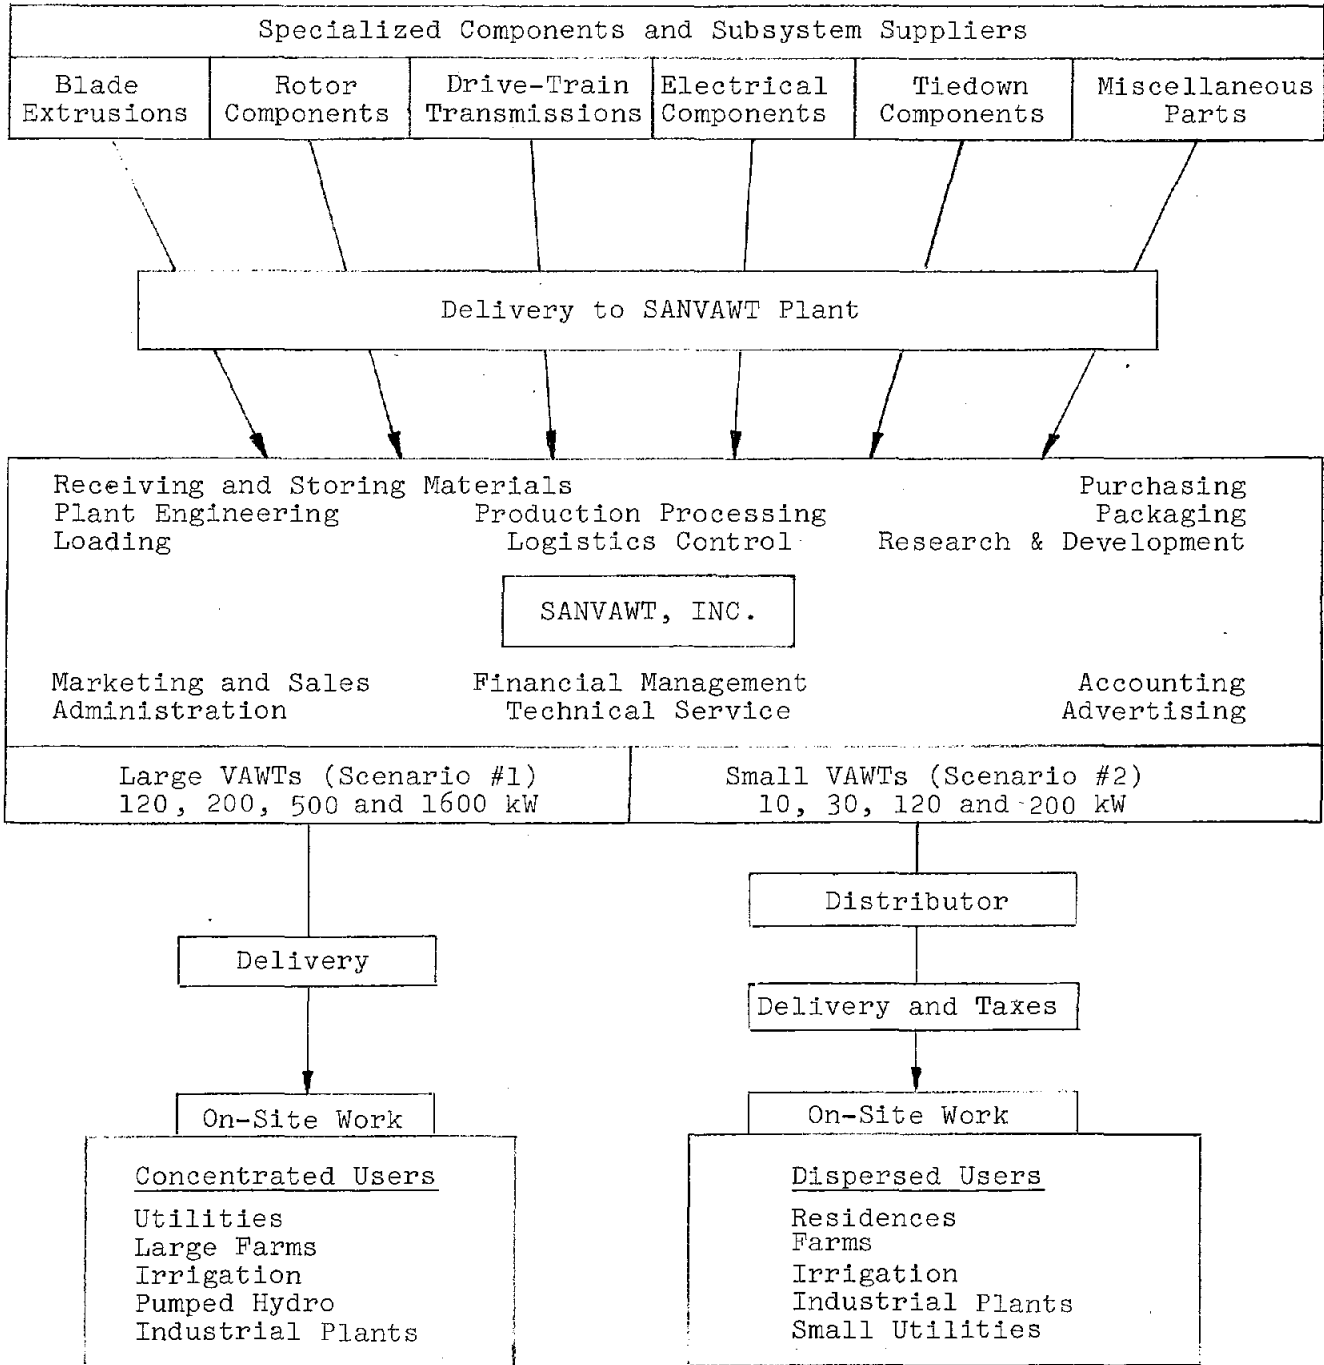 Specialized Components and Subsystem Suppliers
Blade Extrusions
Rotor Components
Drive-Train Transmissions
Electrical Components
Tiedown Components
Miscellaneous Parts
Delivery to SANVAWT Plant
Receiving and Storing Materials Purchasing
Plant Engineering Production Processing Packaging
Loading Logistics Control Research & Development
SANVAWT, INC.
Marketing and Sales Financial Management Accounting
Administration Technical Service Advertising
Large VAWTs (Scenario #1)
120, 200, 500 and 1600 kW
Small VAWTs (Scenario #2)
10, 30, 120 and 200 kW
Distributor
Delivery
Delivery and Taxes
On-Site Work
Concentrated Users
Utilities
Large Farms
Irrigation
Pumped Hydro
Industrial Plants
On-Site Work
Dispersed Users
Residences
Farms
Irrigation
Industrial Plants
Small Utilities